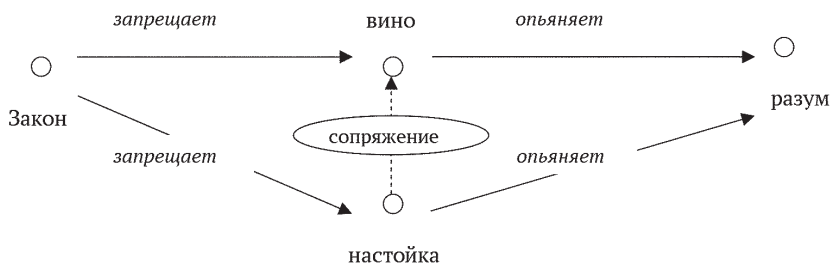 запрещает вино опьяняет
Закон разум
сопряжение
запрещает опьяняет
настойка